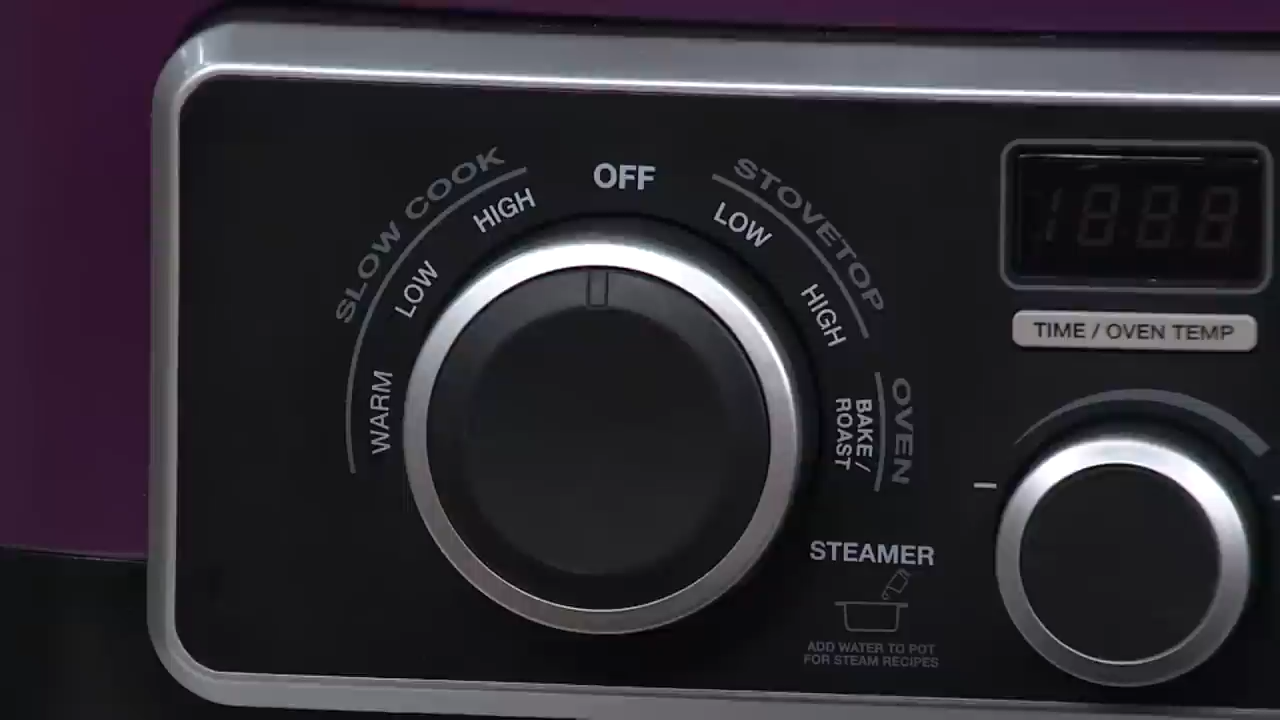 SLOW COOK
WARM
LOW
HIGH
OFF
STOVETOP
LOW
HIGH
OVEN
BAKE /
ROAST
STEAMER
ADD WATER TO POT
FOR STEAM RECIPES
1888
TIME / OVEN TEMP